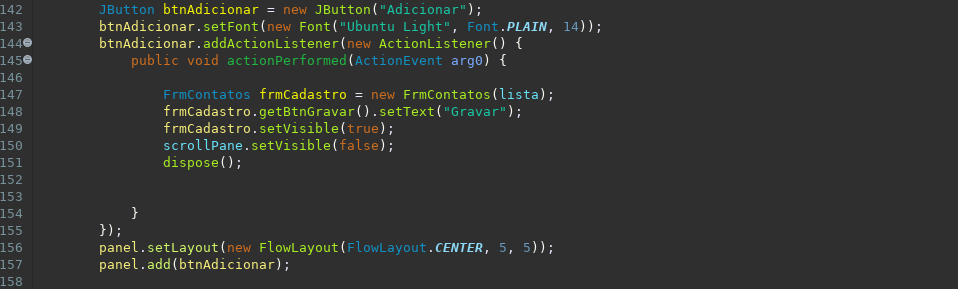 142 JButton btnAdicionar = new JButton("Adicionar");
143 btnAdicionar.setFont(new Font("Ubuntu Light", Font.PLAIN, 14));
144 btnAdicionar.addActionListener(new ActionListener() {
145 public void actionPerformed(ActionEvent arg0) {
146
147 FrmContatos frmCadastro = new FrmContatos(lista);
148 frmCadastro.getBtnGravar().setText("Gravar");
149 frmCadastro.setVisible(true);
150 scrollPane.setVisible(false);
151 dispose();
152
153
154 }
155 });
156 panel.setLayout(new FlowLayout(FlowLayout.CENTER, 5, 5));
157 panel.add(btnAdicionar);
158